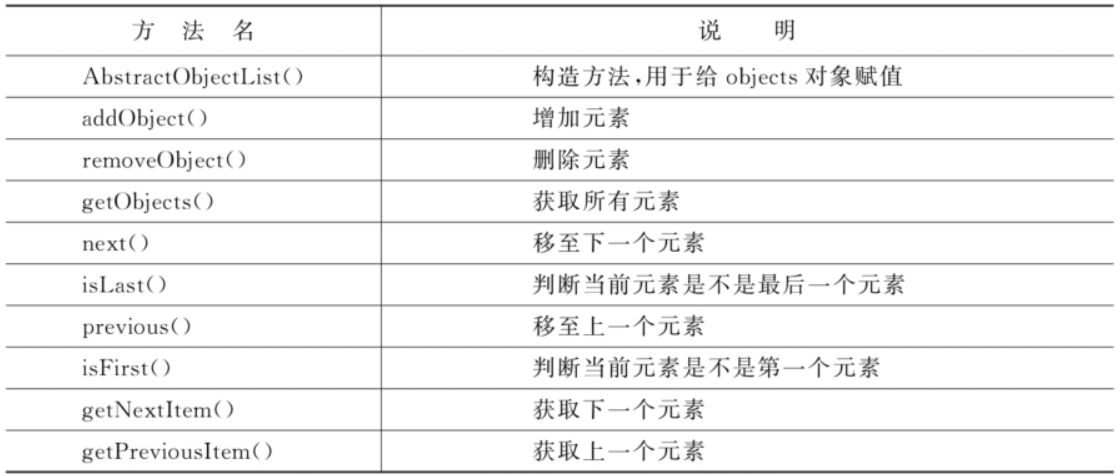 方 法 名 说 明
AbstractObjectList() 构造方法,用于给 objects 对象赋值
addObject() 增加元素
removeObject() 删除元素
getObjects() 获取所有元素
next() 移至下一个元素
isLast() 判断当前元素是不是最后一个元素
previous() 移至上一个元素
isFirst() 判断当前元素是不是第一个元素
getNextItem() 获取下一个元素
getPreviousItem() 获取上一个元素